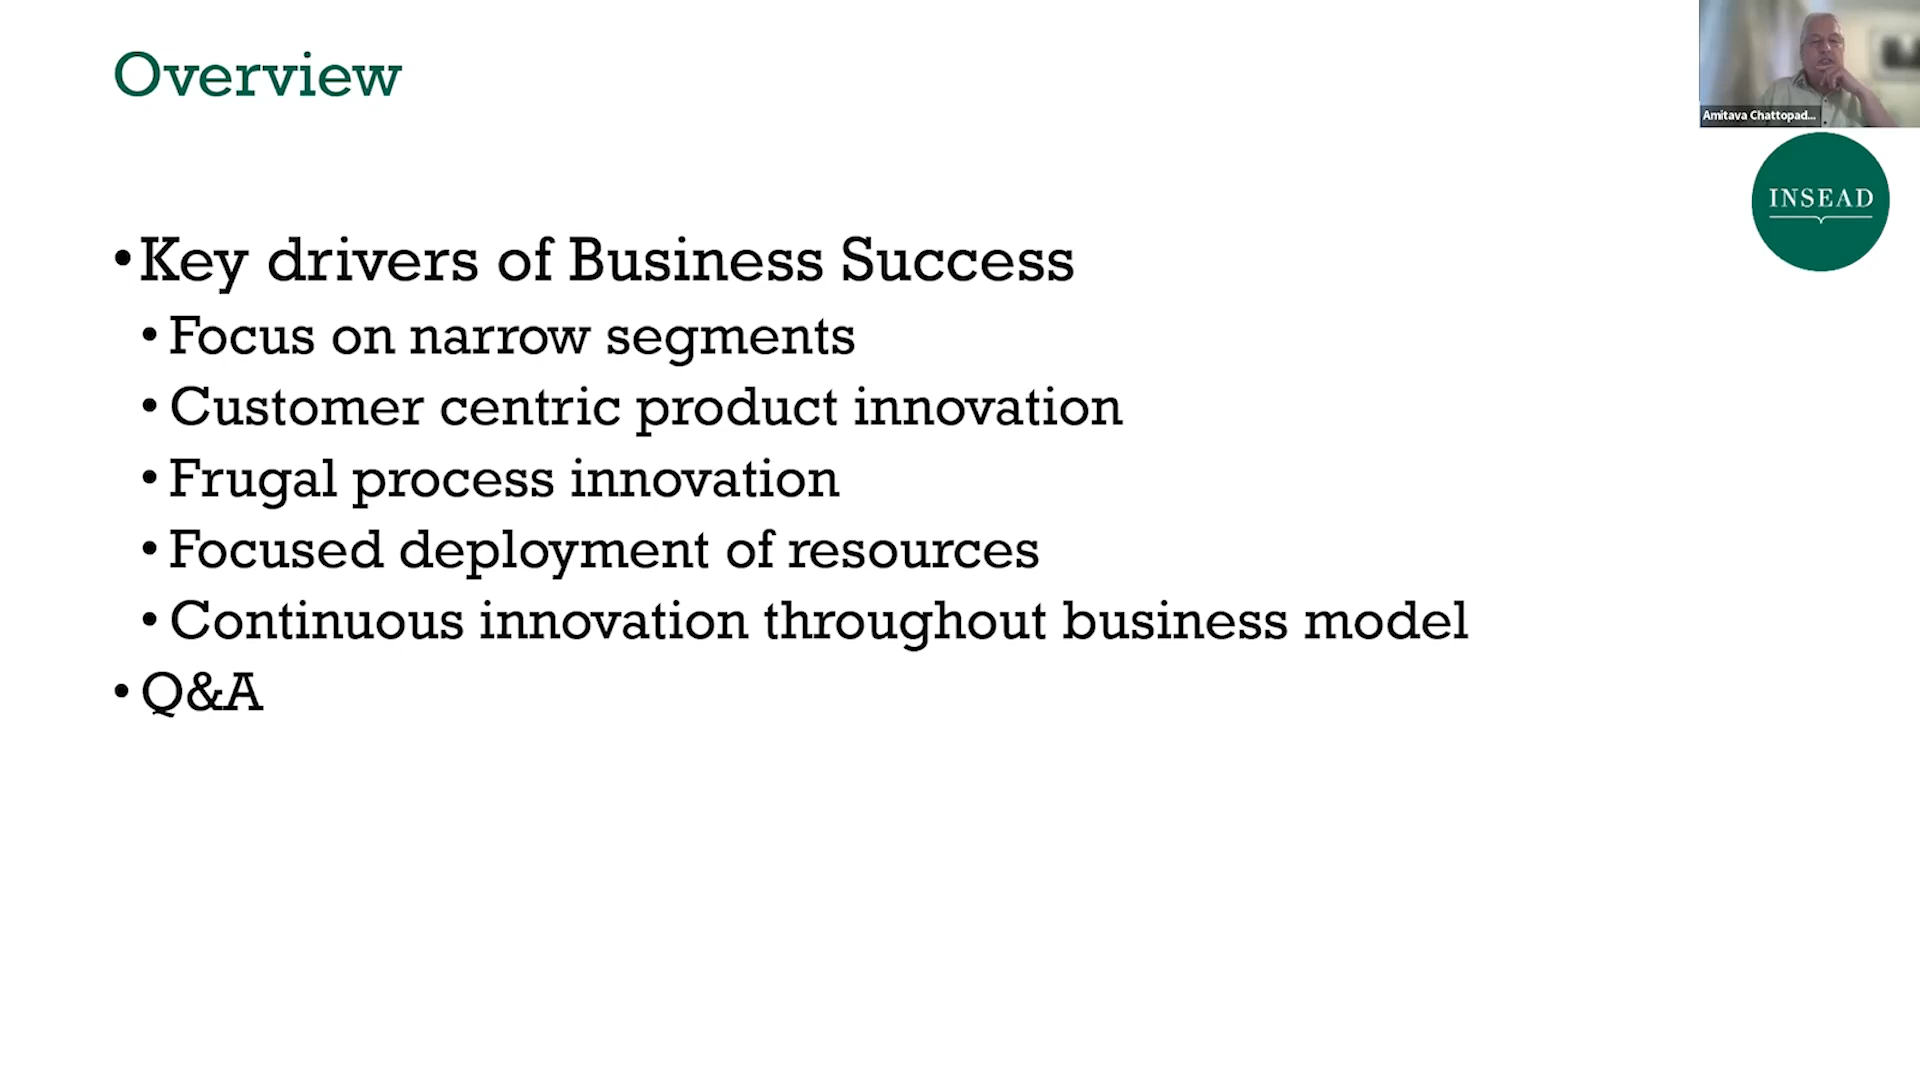 Overview
Amitava Chattopad...
INSEAD
•Key drivers of Business Success
•Focus on narrow segments
•Customer centric product innovation
•Frugal process innovation
•Focused deployment of resources
•Continuous innovation throughout business model
•Q&A